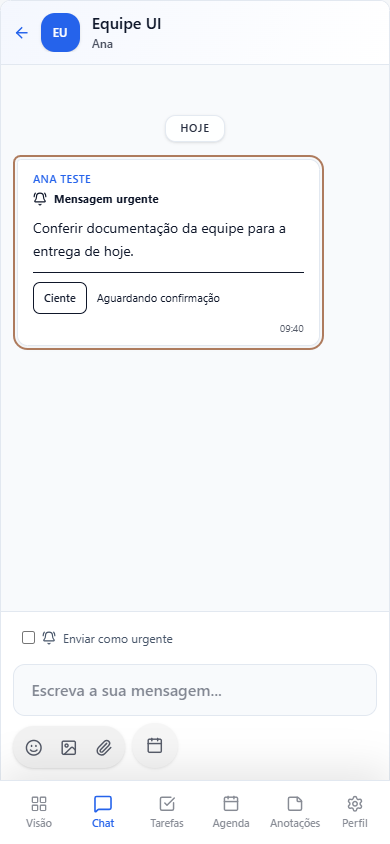 EU
Equipe UI
Ana
HOJE
ANA TESTE
Mensagem urgente
Conferir documentação da equipe para a
entrega de hoje.
Ciente
Aguardando confirmação
09:40
Enviar como urgente
Escreva a sua mensagem...
Visão
Chat
Tarefas
Agenda
Anotações
Perfil